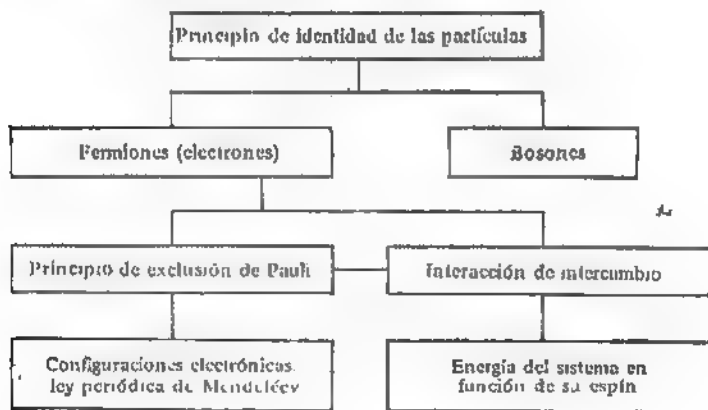 Principio de identidad de las partículas
Fermiones (electrones)
Bosones
Principio de exclusión de Pauli
Interacción de intercambio
Configuraciones electrónicas,
ley periódica de Mendeléev
Energía del sistema en
función de su espín